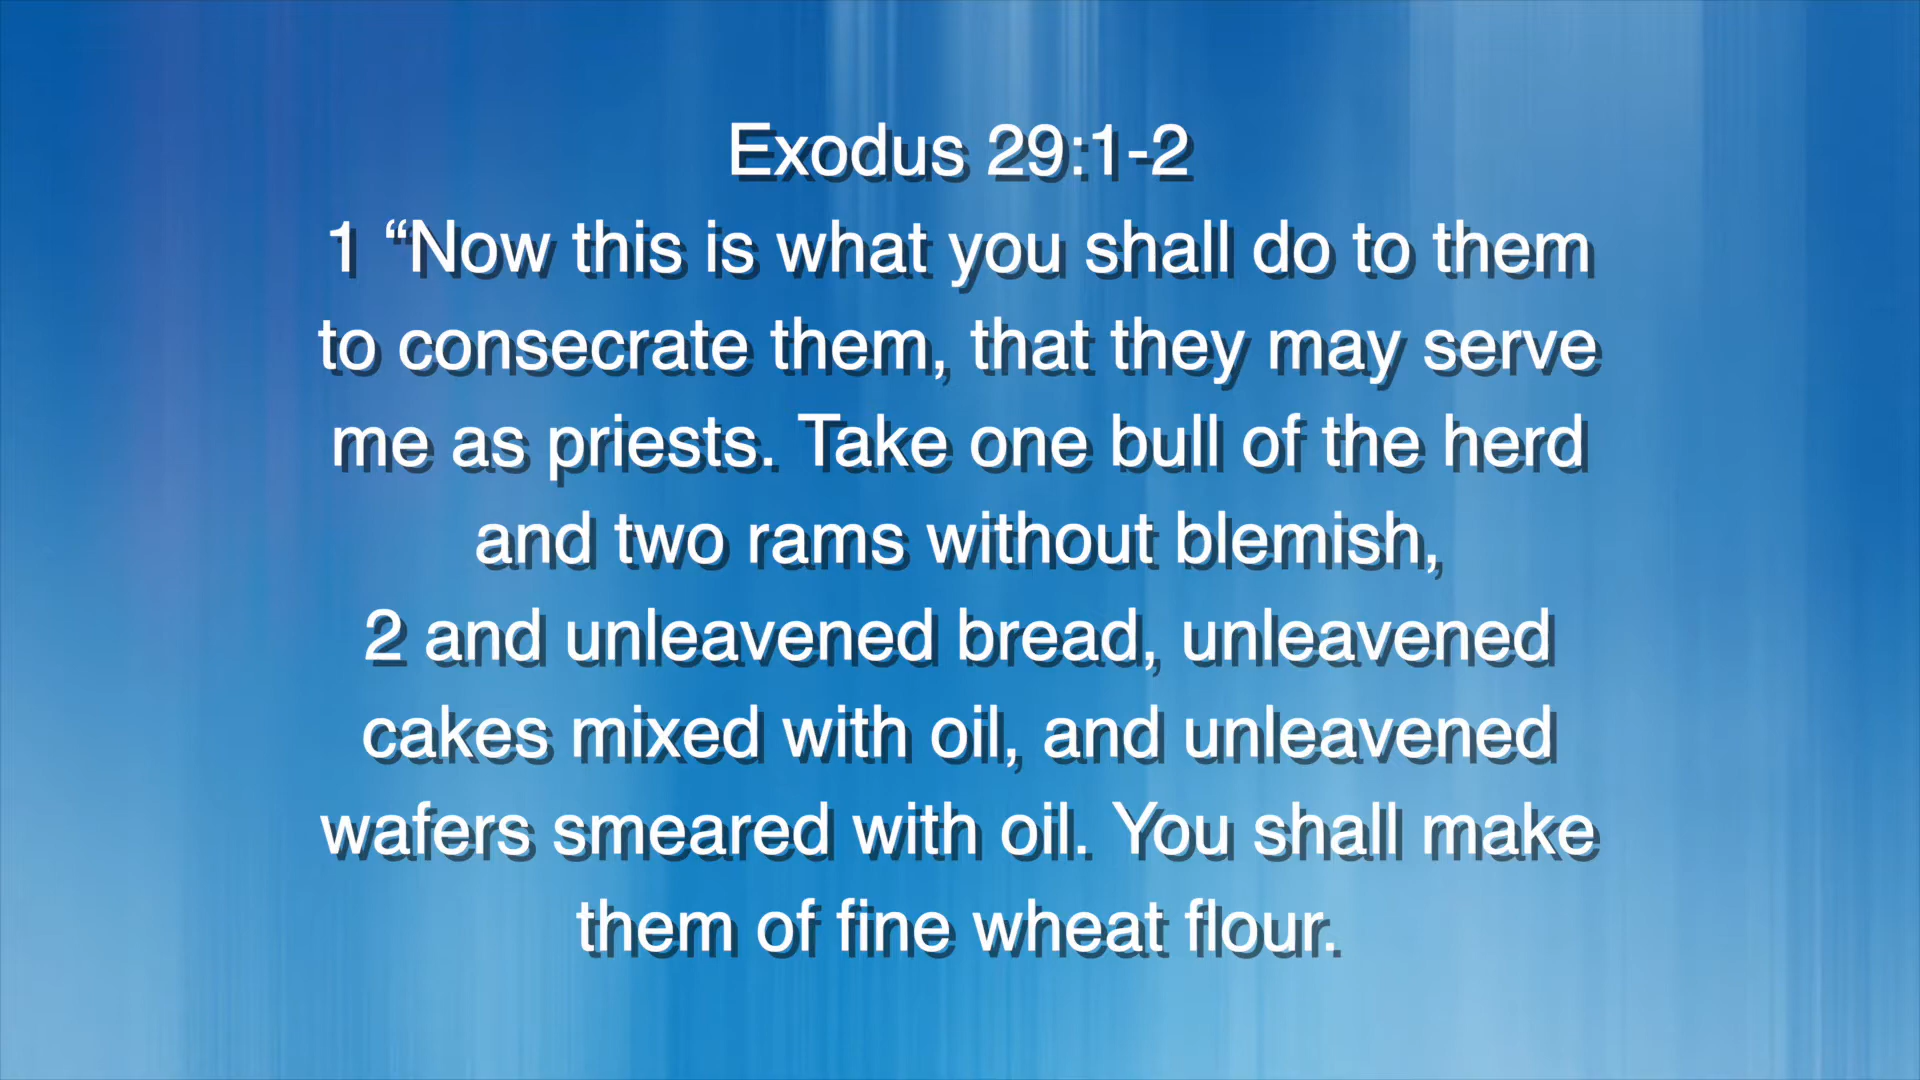 Exodus 29:1-2
1 “Now this is what you shall do to them
to consecrate them, that they may serve
me as priests. Take one bull of the herd
and two rams without blemish,
2 and unleavened bread, unleavened
cakes mixed with oil, and unleavened
wafers smeared with oil. You shall make
them of fine wheat flour.